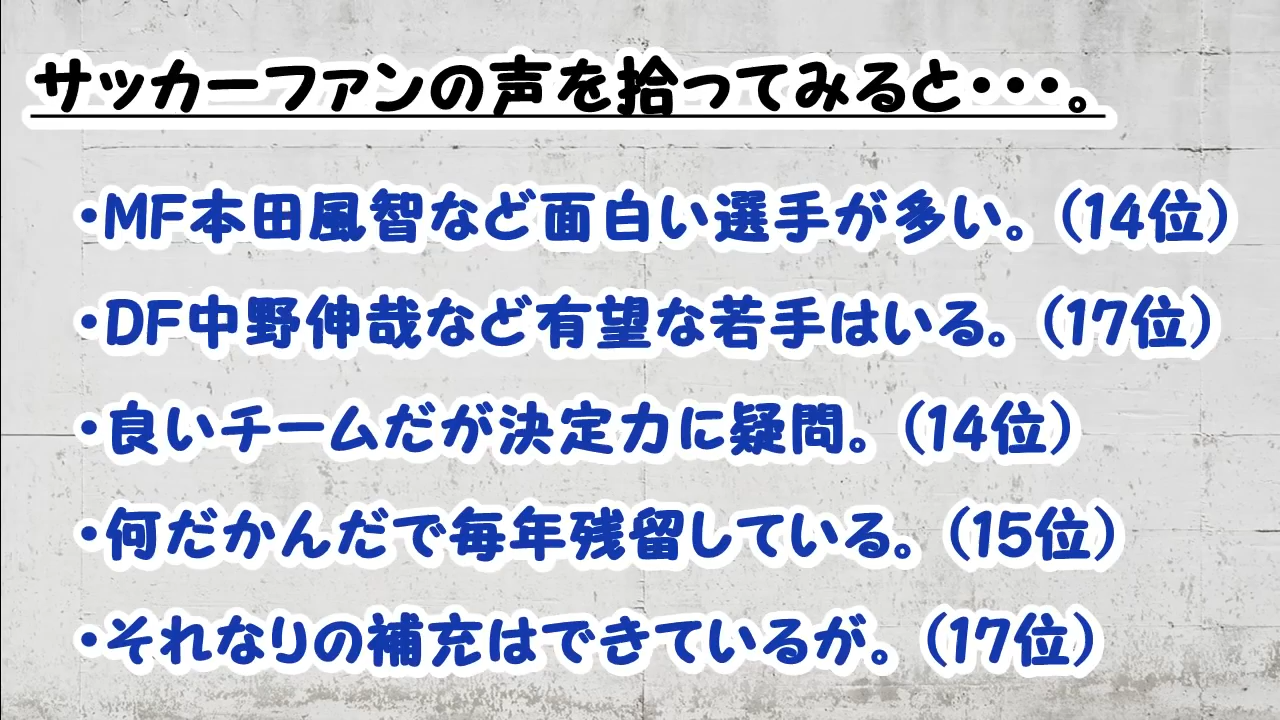 サッカーファンの声を拾ってみると・・・。
・MF本田風智など面白い選手が多い。(14位)
・DF中野伸哉など有望な若手はいる。(17位)
・良いチームだが決定力に疑問。(14位)
・何だかんだで毎年残留している。(15位)
・それなりの補充はできているが。(17位)